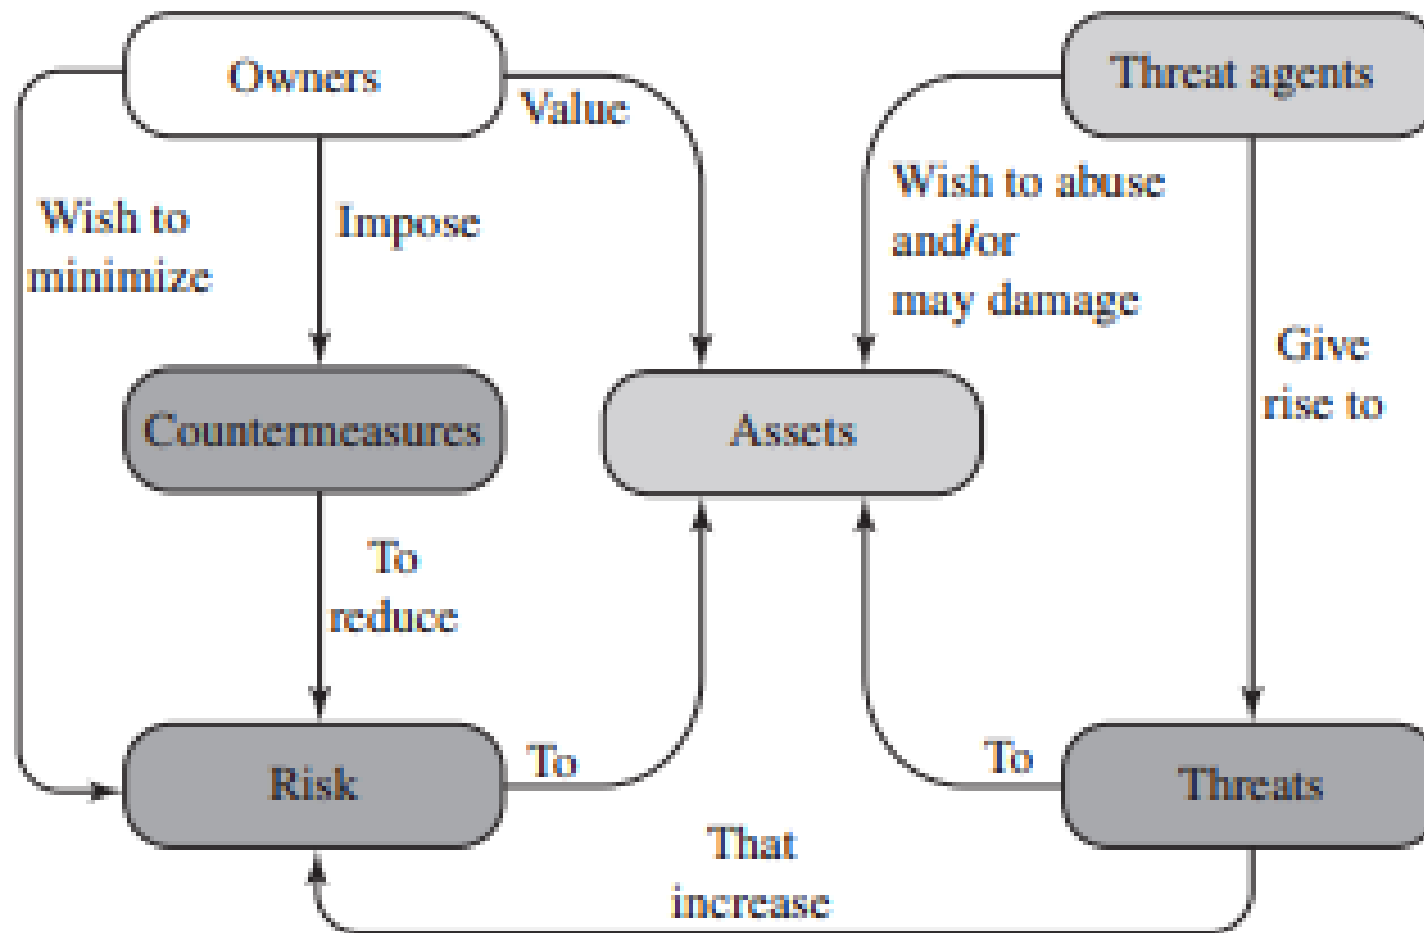 Owners
Threat agents
Value
Wish to
minimize
Impose
Wish to abuse
and/or
may damage
Give
rise to
Countermeasures
Assets
To
reduce
Risk
To
To
Threats
That
increase